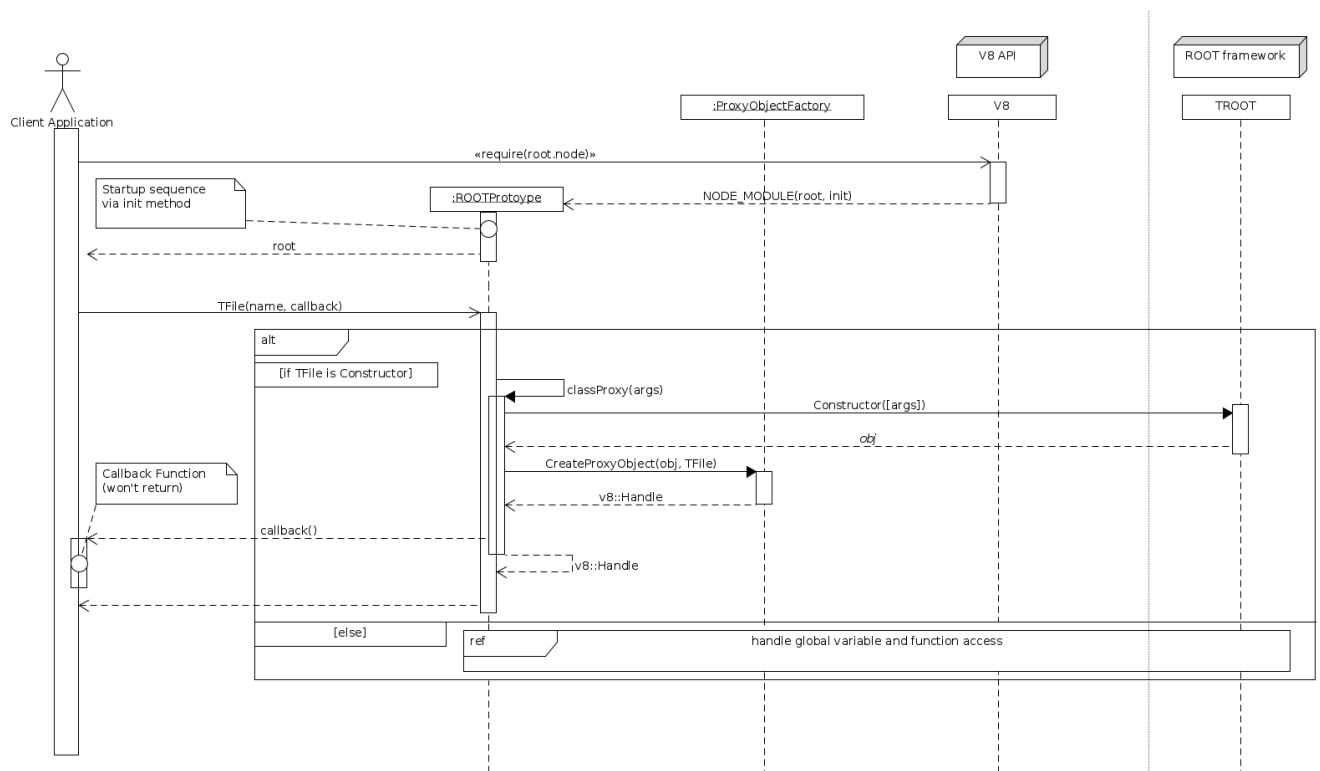 V8 API
ROOT framework
:ProxyObjectFactory
V8
TROOT
Client Application
«require(root.node)»
Startup sequence
via init method
:ROOTProtoype
NODE_MODULE(root, init)
root
TFile(name, callback)
alt
[if TFile is Constructor]
classProxy(args)
Constructor([args])
obj
Callback Function
(won't return)
CreateProxyObject(obj, TFile)
v8::Handle
callback()
v8::Handle
[else]
ref
handle global variable and function access